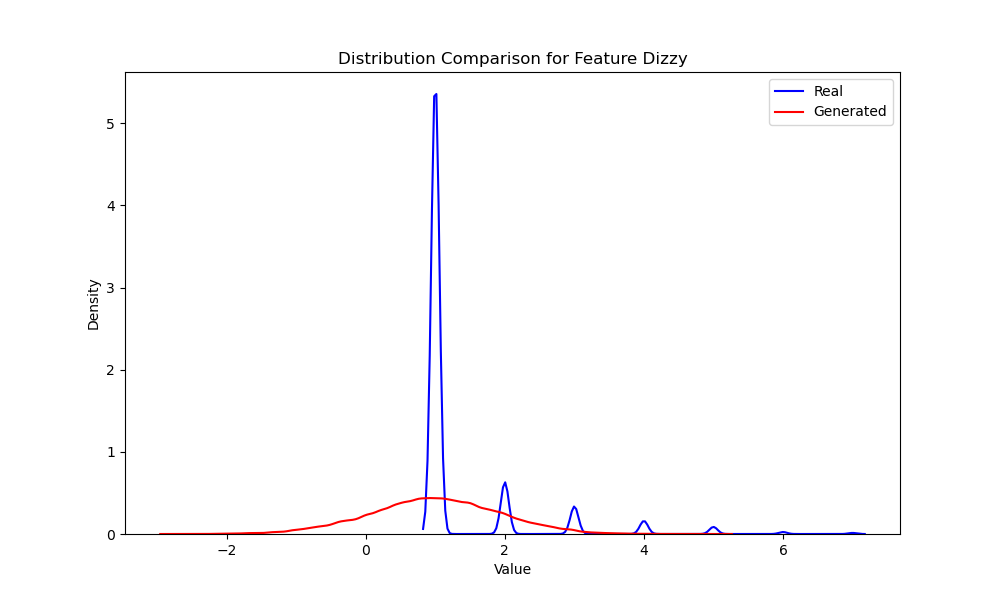 Distribution Comparison for Feature Dizzy
Real
Generated
Density
5
4
3
2
1
0
−2
0
2
4
6
Value